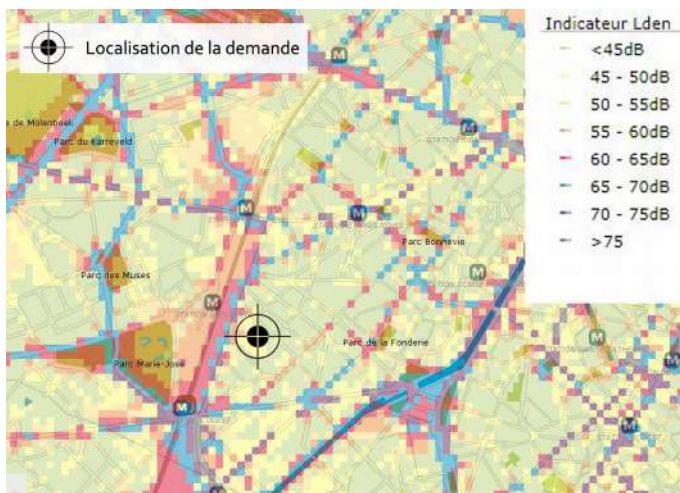 Localisation de la demande
Indicateur Lden
<45dB
45 - 50dB
50 - 55dB
55 - 60dB
60 - 65dB
65 - 70dB
70 - 75dB
>75
M
e de Molenbeek
Parc du Karreveld
M
M
M
Parc Bonnevie
Parc des Muses
M
M
STATION
Parc de la Fonderie
M
Parc Marie-José
M
M
M
M